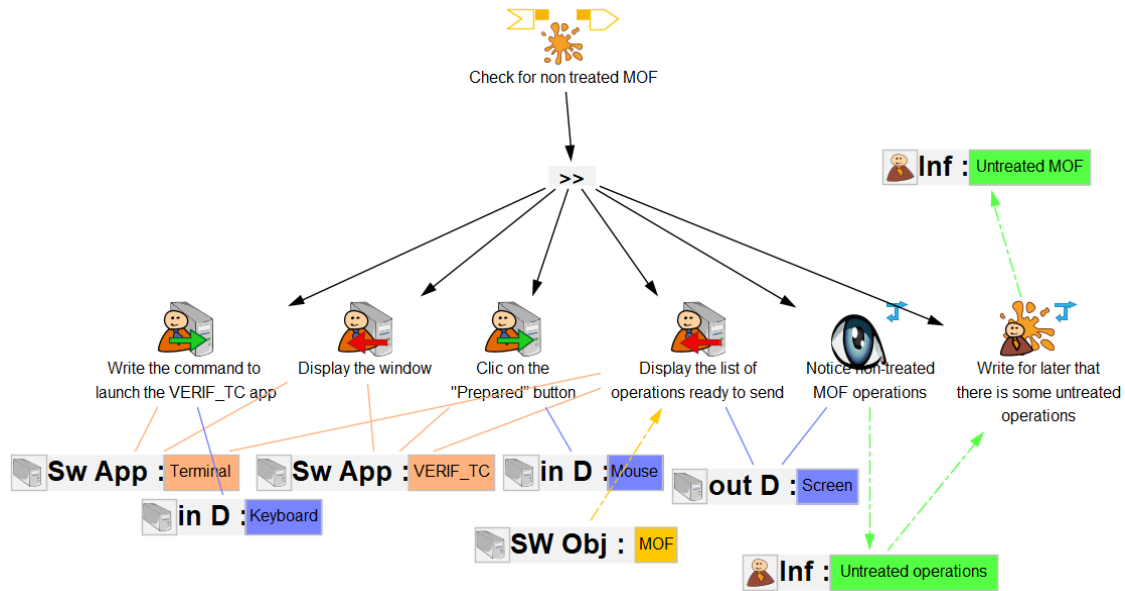 Check for non treated MOF
>>
Inf : Untreated MOF
Write the command to
launch the VERIF_TC app
Display the window
Clic on the
"Prepared" button
Display the list of
operations ready to send
Notice non-treated
MOF operations
Write for later that
there is some untreated
operations
Sw App : Terminal
Sw App : VERIF_TC
in D : Mouse
out D : Screen
in D : Keyboard
SW Obj : MOF
Inf : Untreated operations